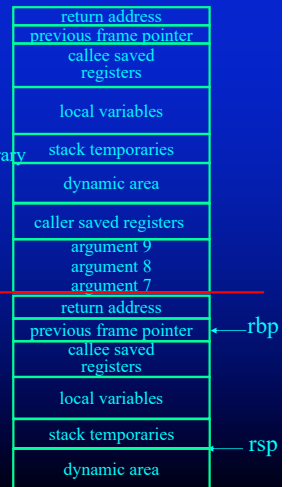 return address
previous frame pointer
callee saved
registers
local variables
rary
stack temporaries
dynamic area
caller saved registers
argument 9
argument 8
argument 7
return address
previous frame pointer
rbp
callee saved
registers
local variables
stack temporaries
rsp
dynamic area